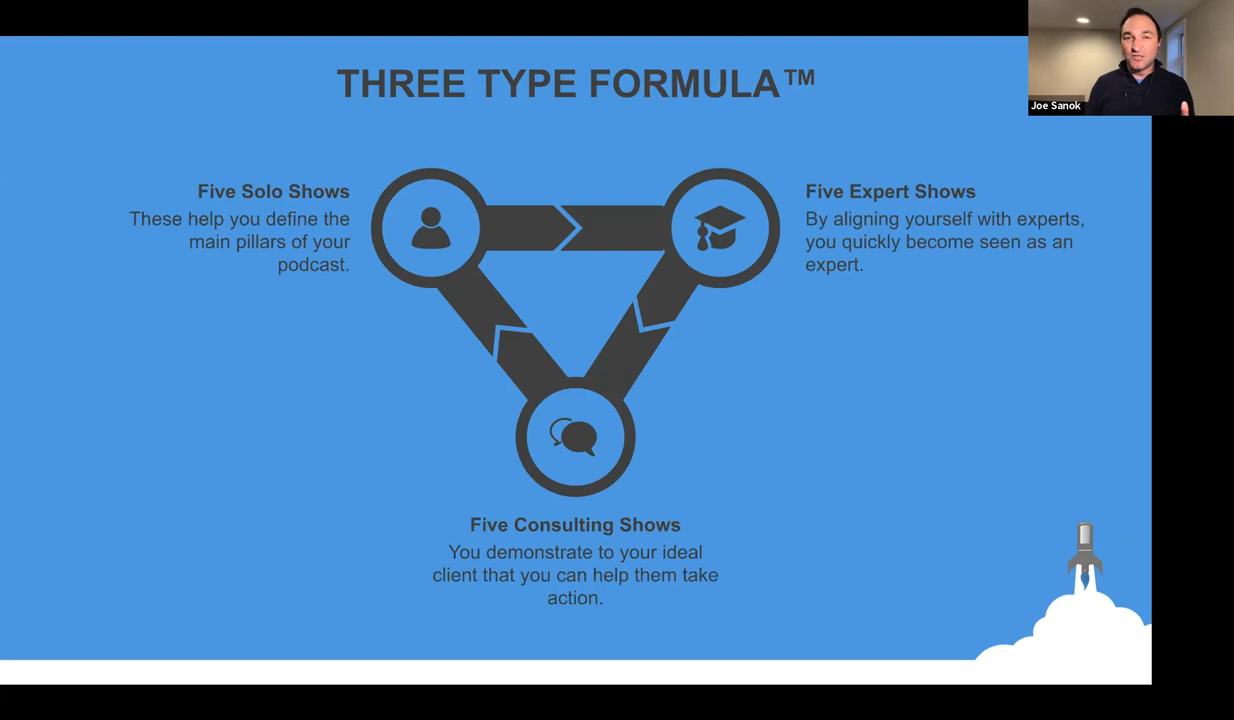 THREE TYPE FORMULA™
Joe Sanok
Five Solo Shows
These help you define the
main pillars of your
podcast.
Five Expert Shows
By aligning yourself with experts,
you quickly become seen as an
expert.
Five Consulting Shows
You demonstrate to your ideal
client that you can help them take
action.